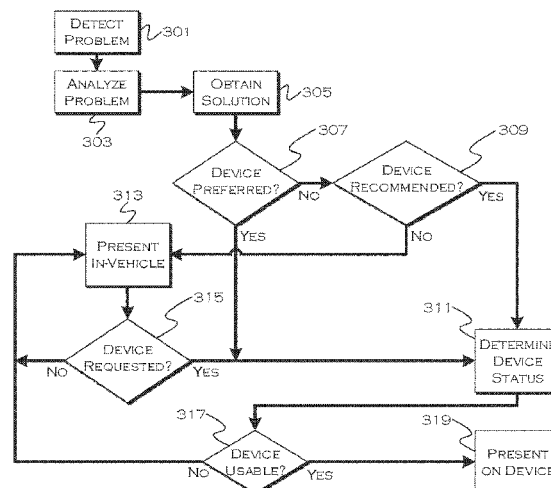 DETECT
PROBLEM
301
ANALYZE
PROBLEM
303
OBTAIN
SOLUTION
305
307
309
DEVICE
PREFERRED?
NO
DEVICE
RECOMMENDED?
YES
YES
NO
313
PRESENT
IN-VEHICLE
315
DEVICE
REQUESTED?
NO
YES
311
DETERMINE
DEVICE
STATUS
317
DEVICE
USABLE?
NO
YES
319
PRESENT
ON DEVICE